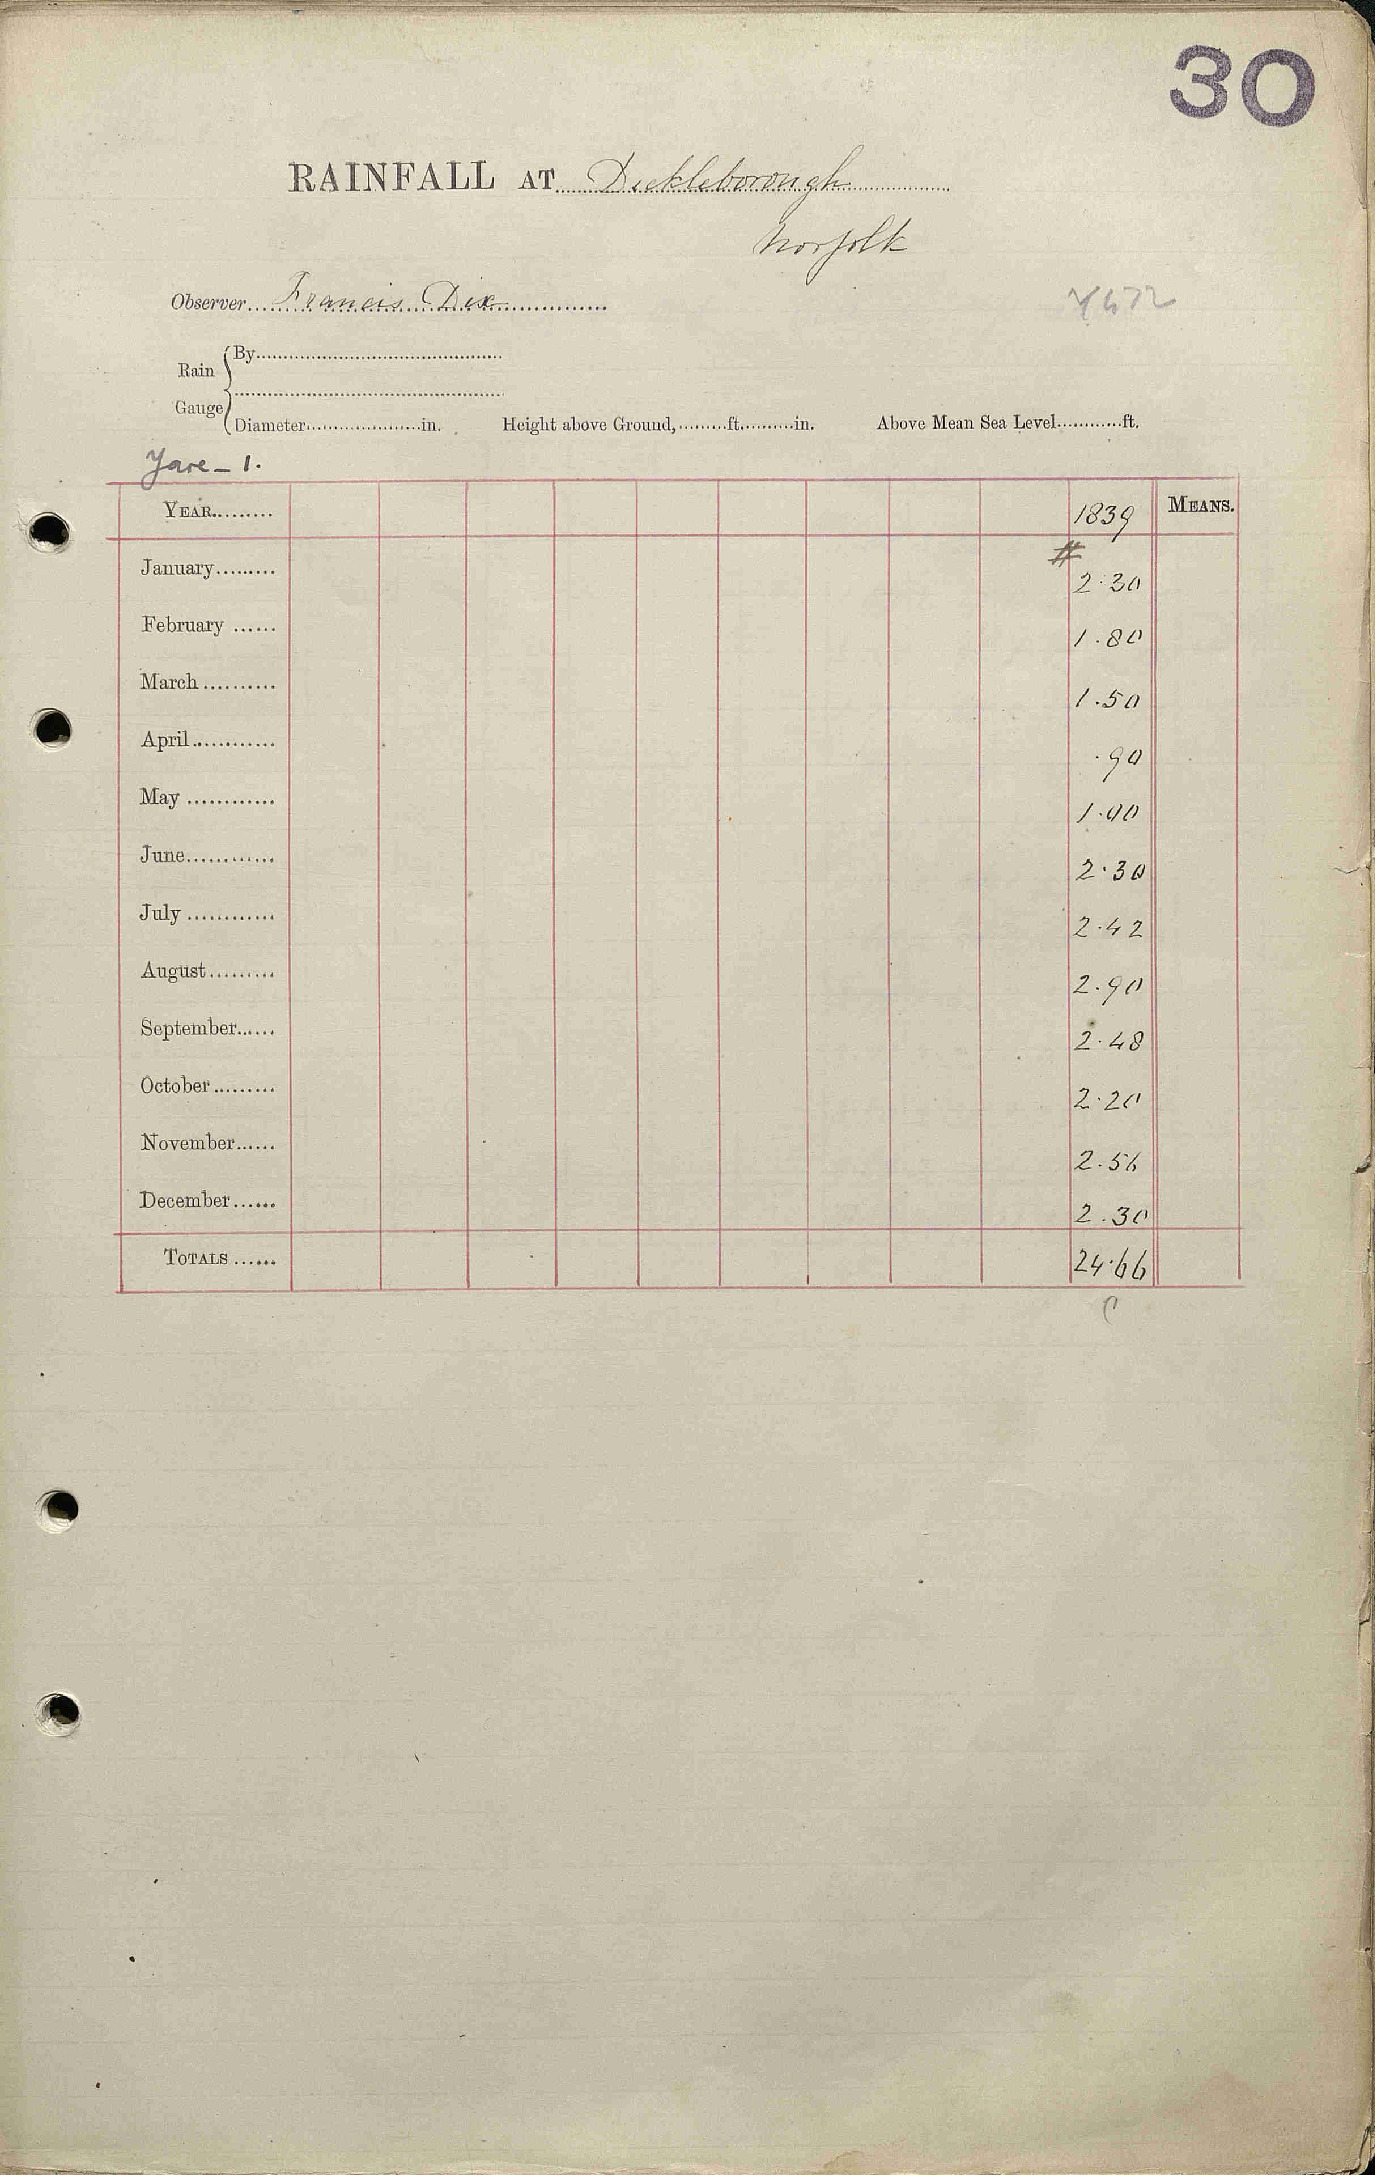 30
RAINFALL AT Dickleborough
Norfolk
Observer Francis Dix
Rain Gauge
By
Diameter in. Height above Ground, ft. in. Above Mean Sea Level ft.
Yare - 1.
YEAR 1839 MEANS.
#
January 2.30
February 1.80
March 1.50
April .90
May 1.00
June 2.30
July 2.42
August 2.90
September 2.48
October 2.20
November 2.56
December 2.30
TOTALS 24.66
C